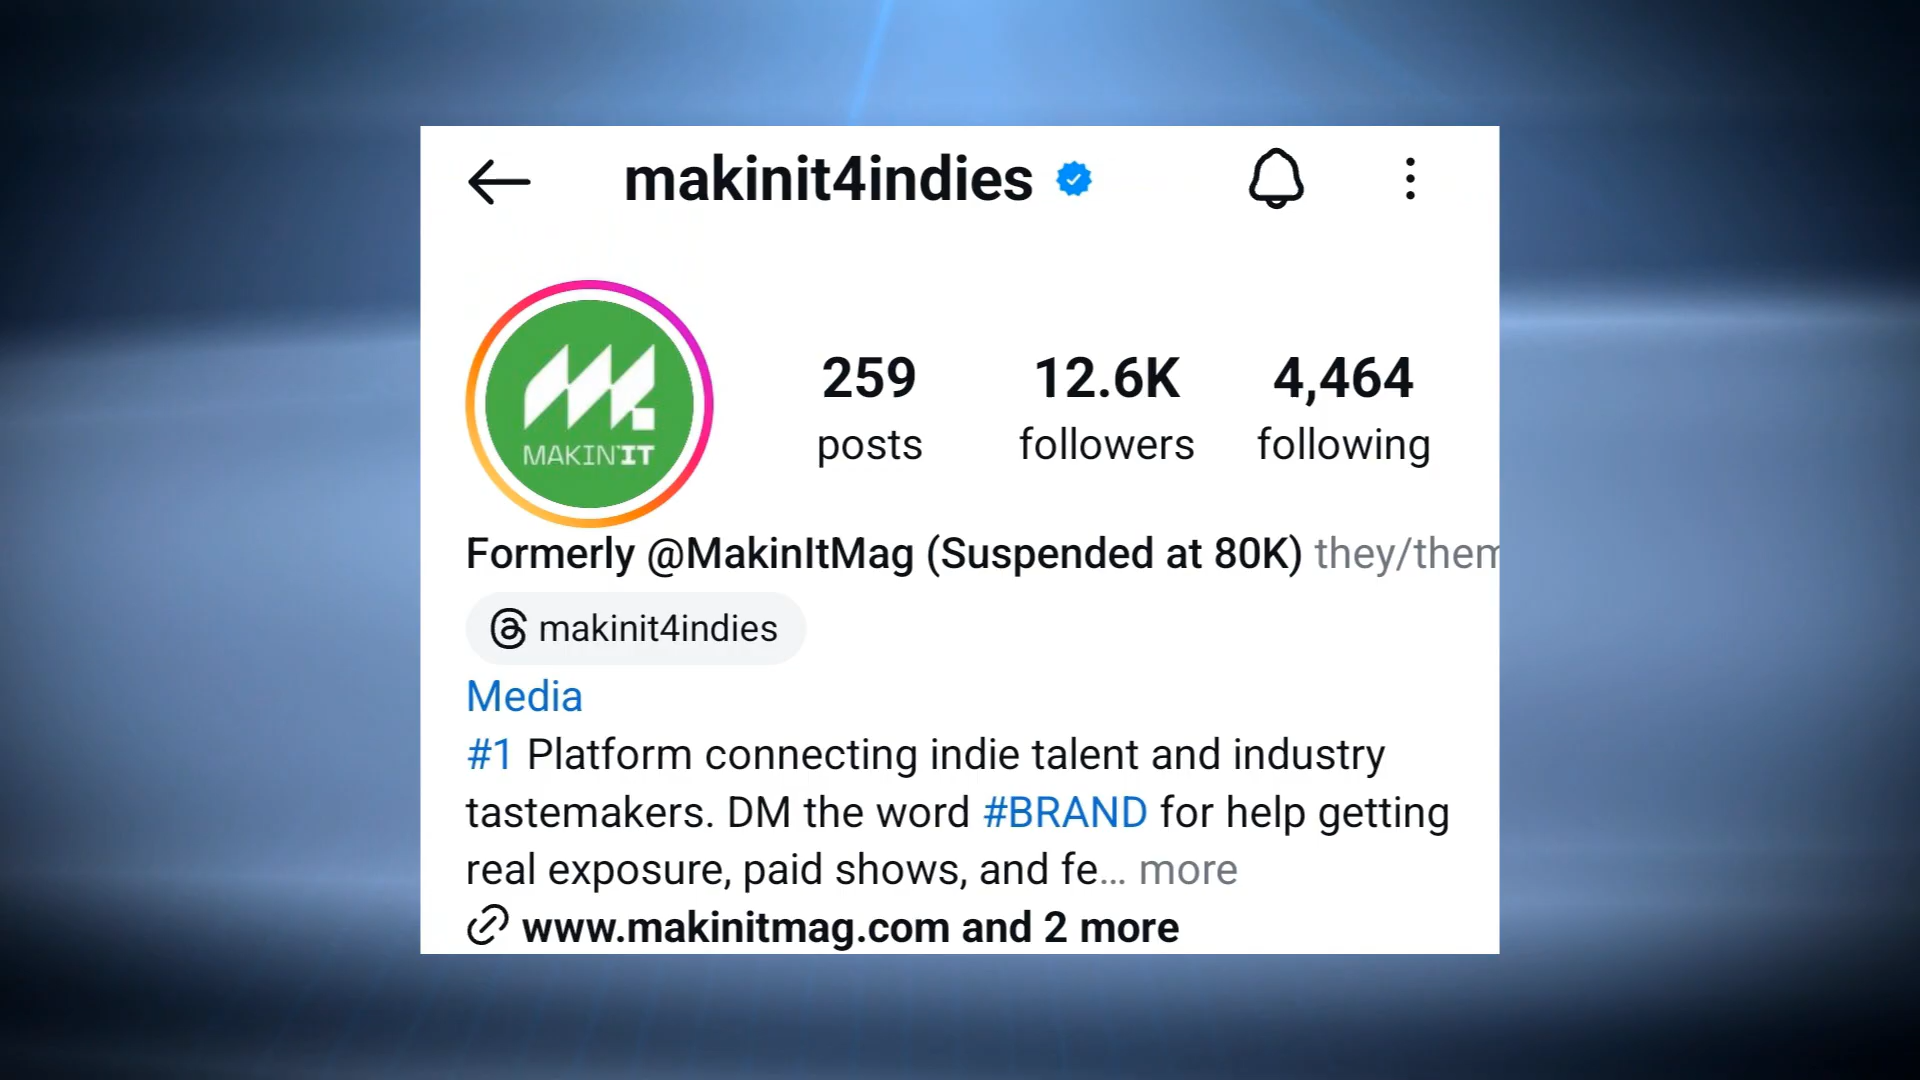 makinit4indies
259 12.6K 4,464
posts followers following
MAKIN'IT
Formerly @MakinItMag (Suspended at 80K) they/them
makinit4indies
Media
#1 Platform connecting indie talent and industry
tastemakers. DM the word #BRAND for help getting
real exposure, paid shows, and fe... more
www.makinitmag.com and 2 more